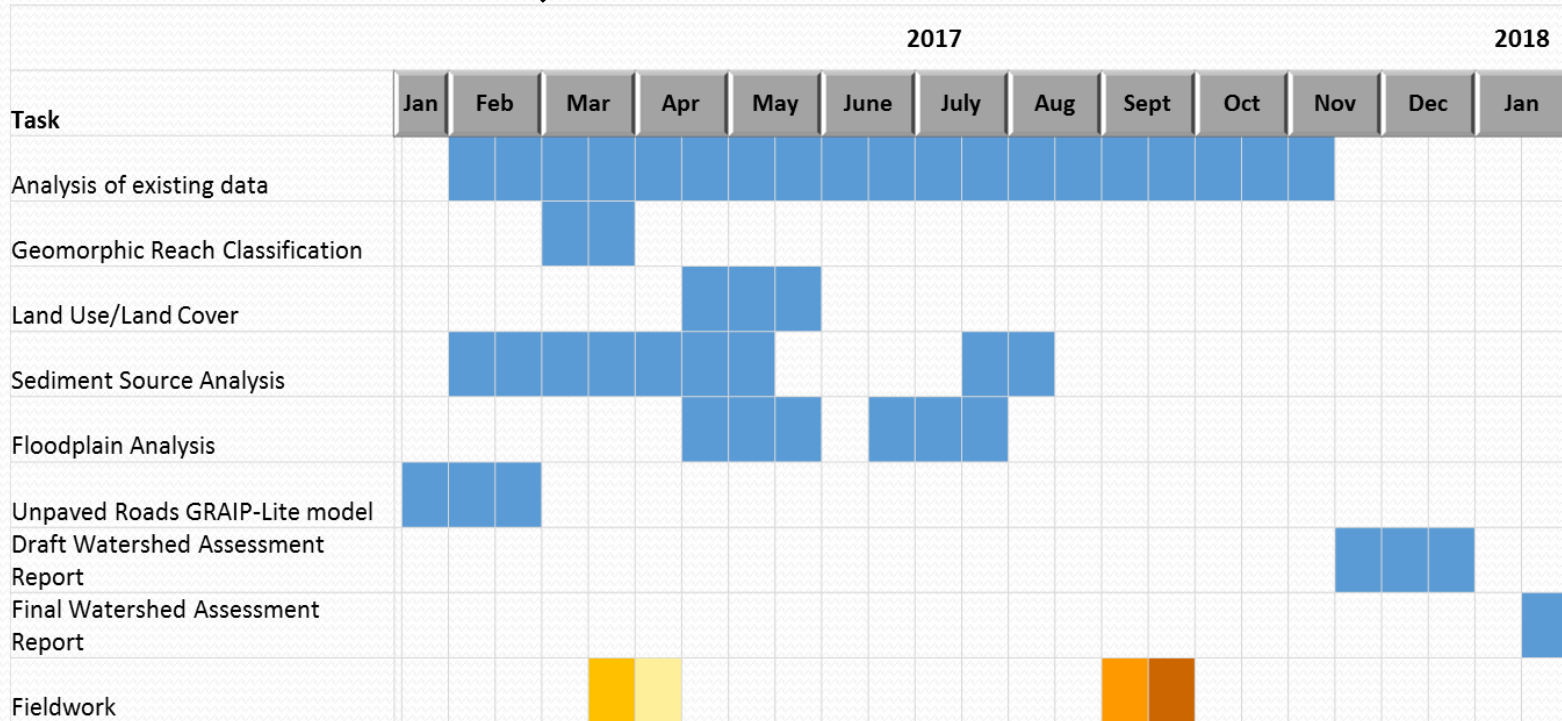 2017 2018
Task Jan Feb Mar Apr May June July Aug Sept Oct Nov Dec Jan
Analysis of existing data
Geomorphic Reach Classification
Land Use/Land Cover
Sediment Source Analysis
Floodplain Analysis
Unpaved Roads GRAIP-Lite model
Draft Watershed Assessment
Report
Final Watershed Assessment
Report
Fieldwork